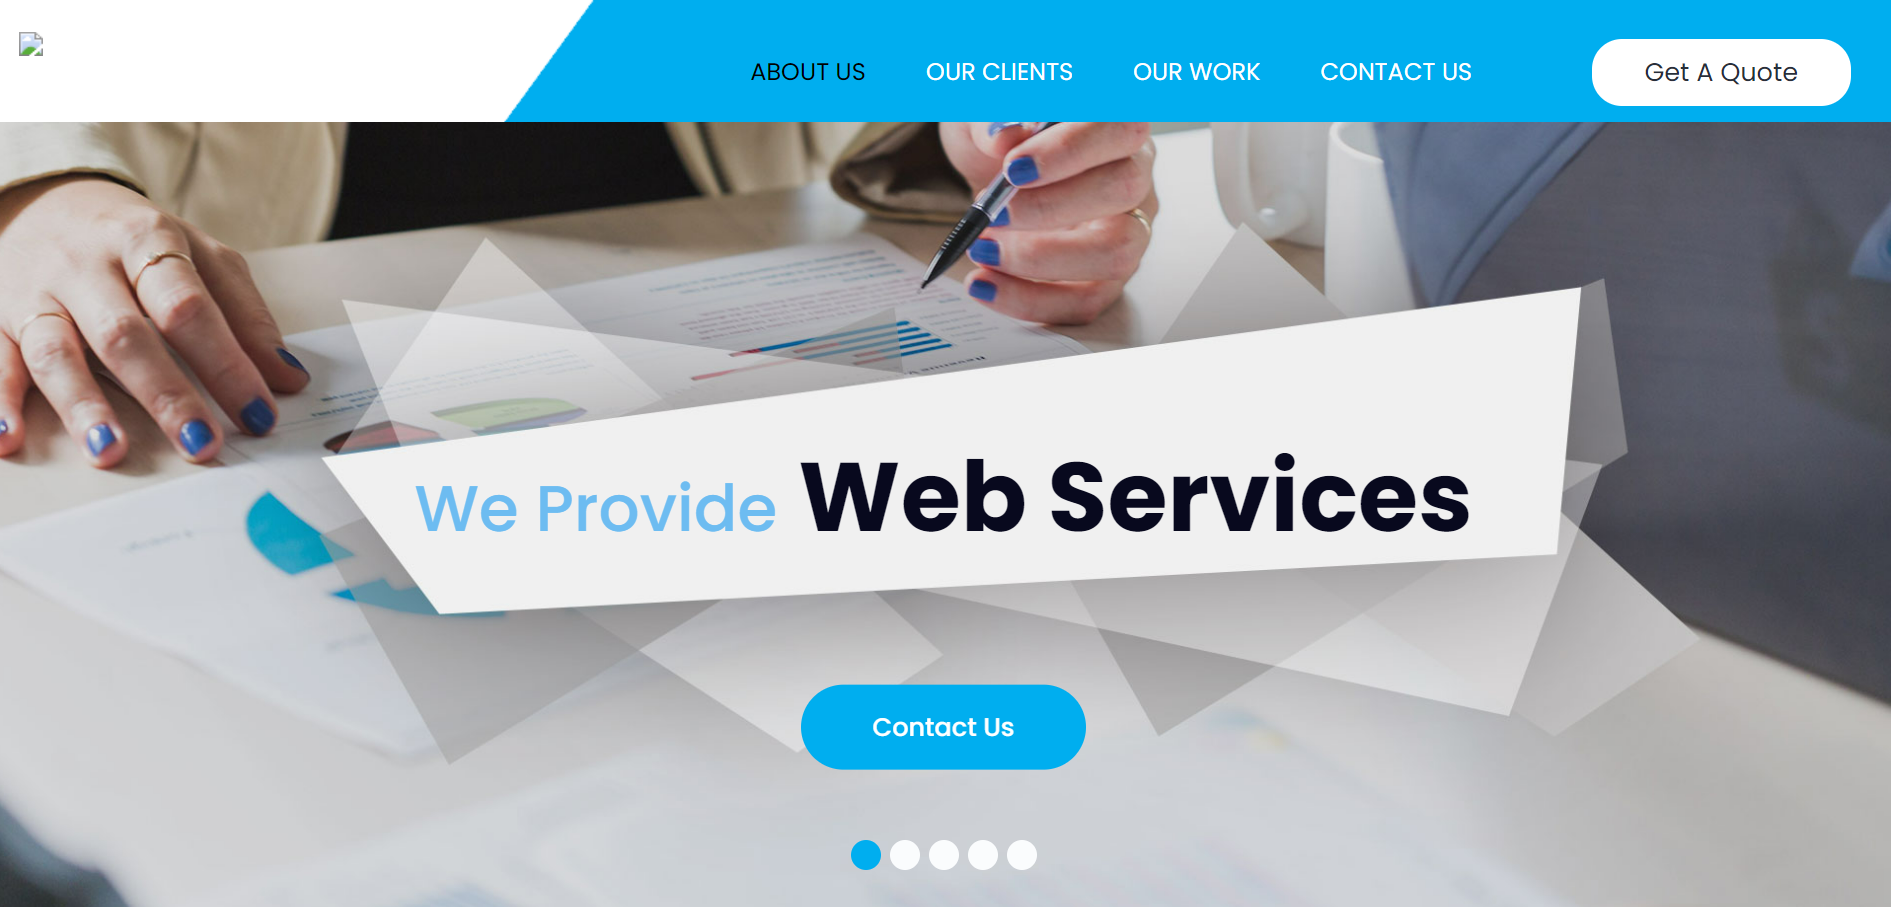 ABOUT US
OUR CLIENTS
OUR WORK
CONTACT US
Get A Quote
We Provide Web Services
Contact Us